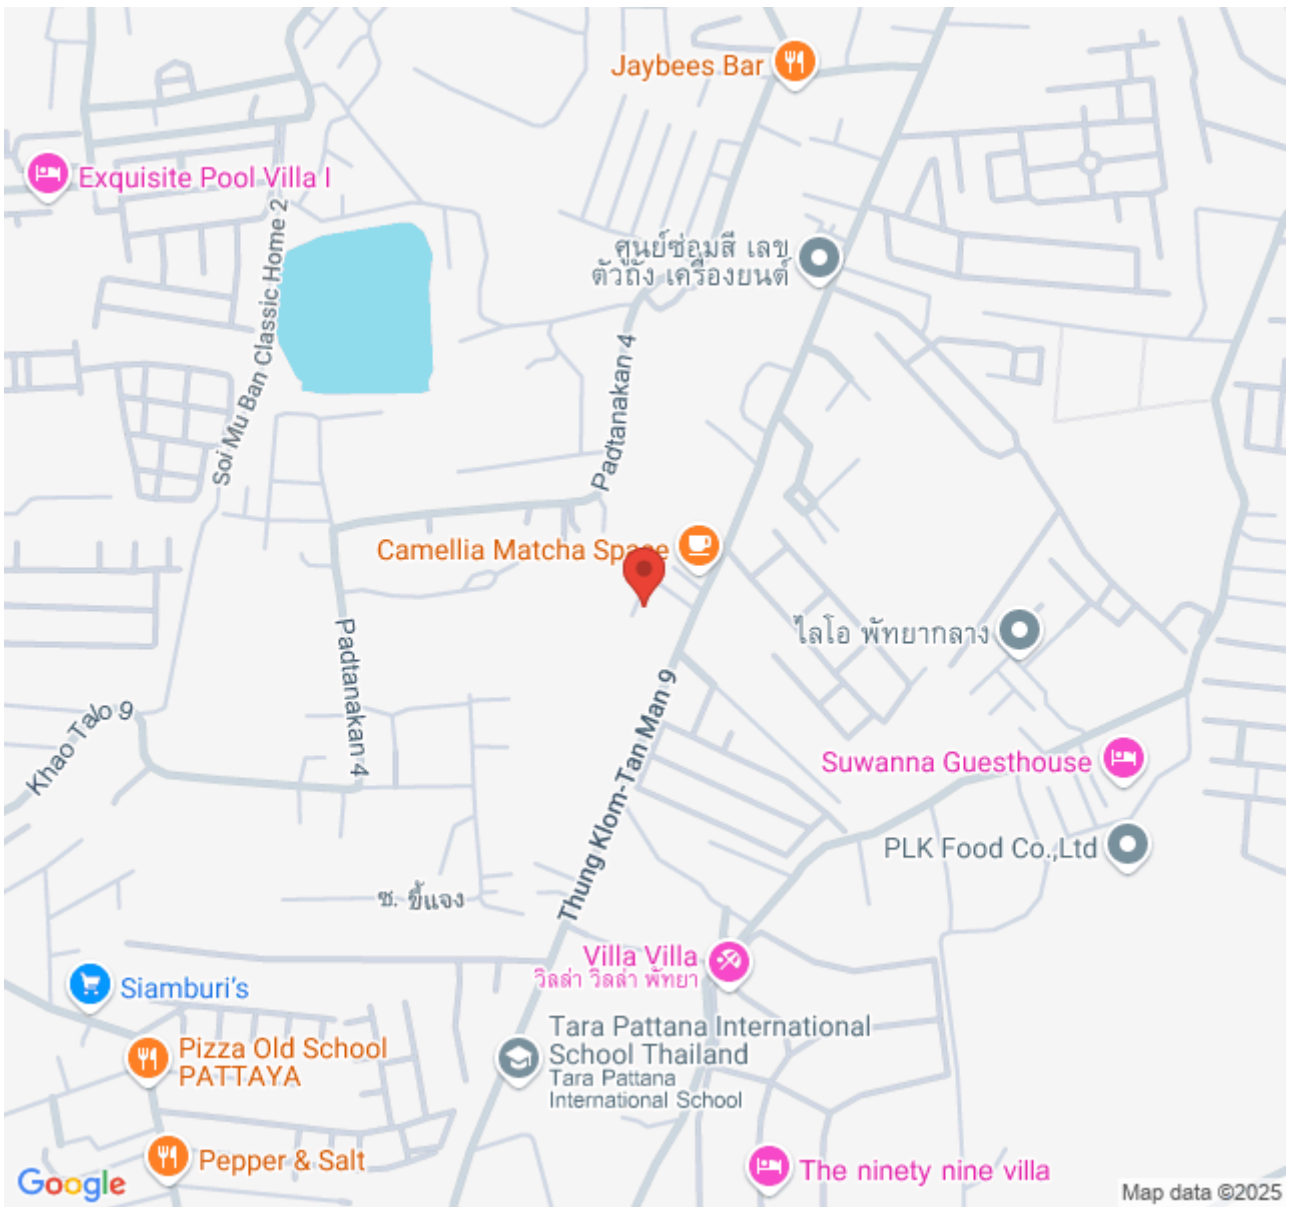 Jaybees Bar
Exquisite Pool Villa I
Soi Mu Ban Classic Home 2
ศูนย์ซ่อมสี เลข
ตัวถัง เครื่องยนต์
Padtanakan 4
Camellia Matcha Space
ไลโอ พัทยากลาง
Padtanakan 4
Khao Talo 9
Thung Klom-Tan Man 9
Suwanna Guesthouse
PLK Food Co.,Ltd
ซ. ขี้แจง
Villa Villa
วิลล่า วิลล่า พัทยา
Siamburi's
Tara Pattana International
School Thailand
Tara Pattana
International School
Pizza Old School
PATTAYA
Pepper & Salt
The ninety nine villa
Google
Map data ©2025